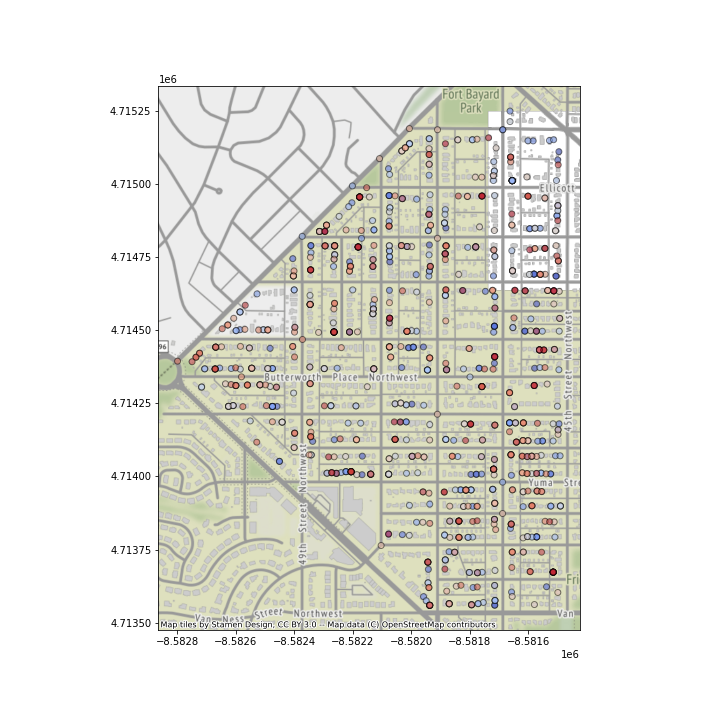 1e6
4.71525
4.71500
4.71475
4.71450
4.71425
4.71400
4.71375
4.71350
Fort Bayard
Park
Ellicott
45th Street Northwest
96
Butterworth Place Northwest
49th Street Northwest
Yuma Stre
Fri
Van Ness Street Northwest
Van
Map tiles by Stamen Design, CC BY 3.0 -- Map data (C) OpenStreetMap contributors
−8.5828 −8.5826 −8.5824 −8.5822 −8.5820 −8.5818 −8.5816
1e6